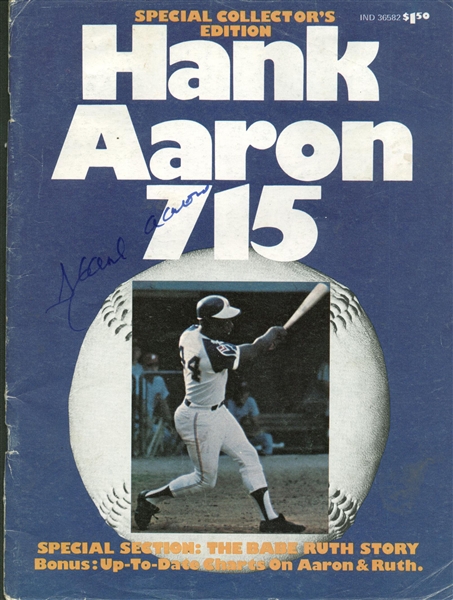 SPECIAL COLLECTOR'S
EDITION
IND 36582 $1.50
Hank
Aaron
715
Hank Aaron
44
SPECIAL SECTION: THE BABE RUTH STORY
Bonus: Up-To-Date Charts On Aaron & Ruth.